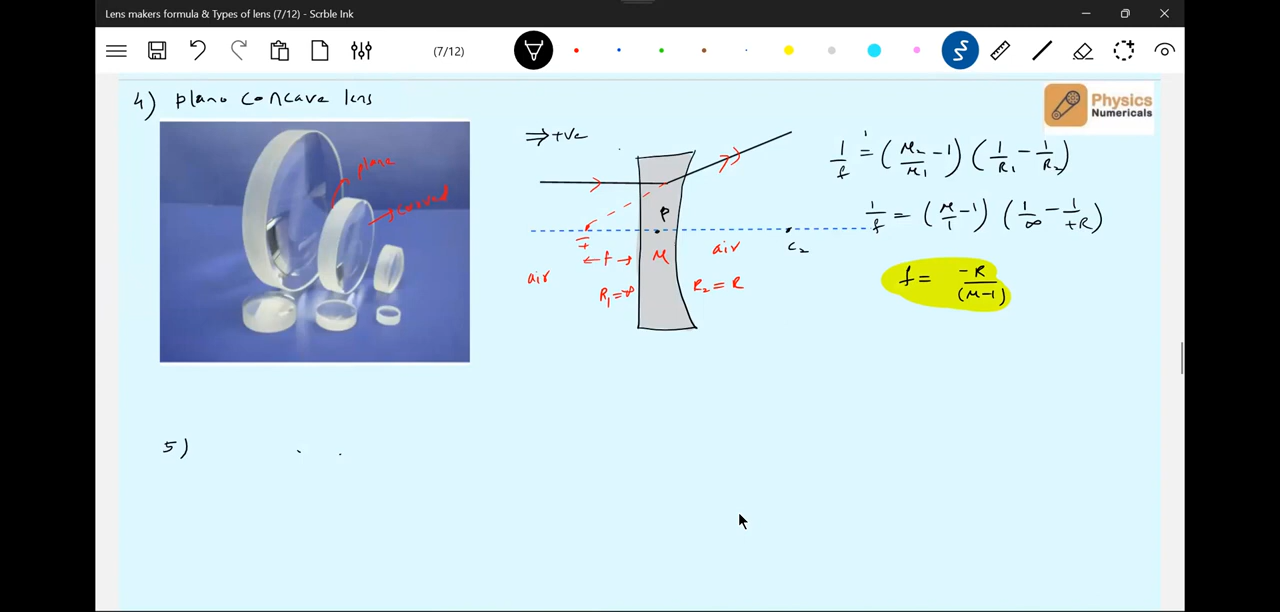 Lens makers formula & Types of lens (7/12) - Scrble Ink
(7/12)
4) plano concave lens
Physics
Numericals
plane
curved
⇒+ve
P
F
←f→
μ
air
air
C₂
R₁=∞
R₂ = R
1/f = (μ₂/μ₁ - 1) (1/R₁ - 1/R₂)
1/f = (μ/1 - 1) (1/∞ - 1/+R)
f = -R/(μ-1)
5)